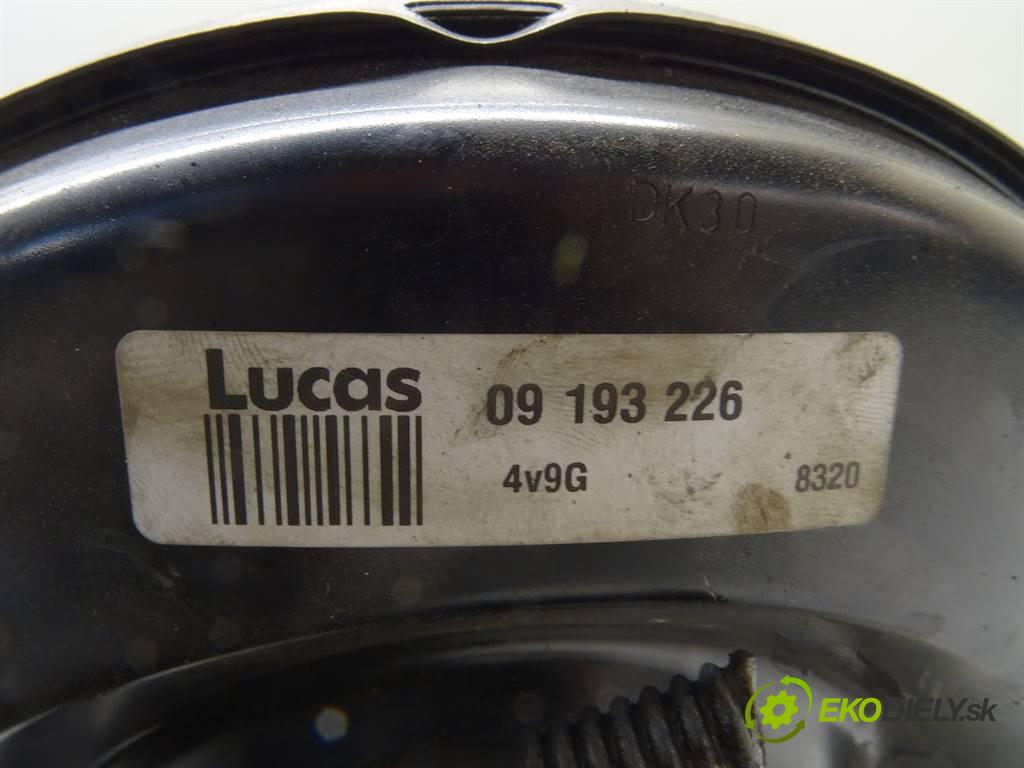 DK30
Lucas 09 193 226
4v9G 8320
EKODIELY.sk